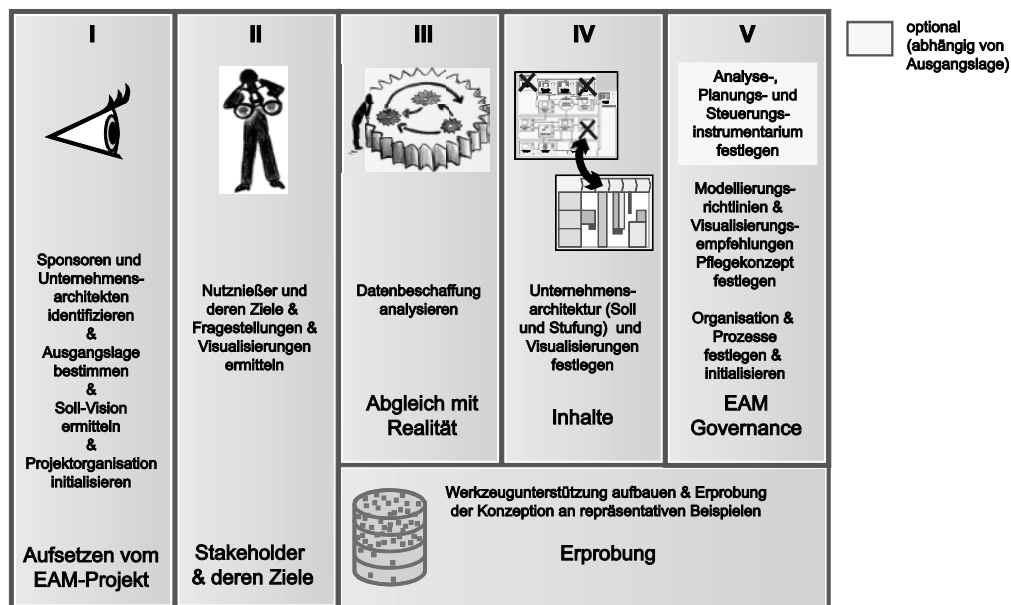 I
Sponsoren und
Unternehmens-
architekten
identifizieren
&
Ausgangslage
bestimmen
&
Soll-Vision
ermitteln
&
Projektorganisation
initialisieren
Aufsetzen vom
EAM-Projekt
II
Nutznießer und
deren Ziele &
Fragestellungen &
Visualisierungen
ermitteln
Stakeholder
& deren Ziele
III
Datenbeschaffung
analysieren
Abgleich mit
Realität
IV
Unternehmens-
architektur (Soll
und Stufung) und
Visualisierungen
festlegen
Inhalte
V
Analyse-,
Planungs- und
Steuerungs-
instrumentarium
festlegen
Modellierungs-
richtlinien &
Visualisierungs-
empfehlungen
Pflegekonzept
festlegen
Organisation &
Prozesse
festlegen &
initialisieren
EAM
Governance
Werkzeugunterstützung aufbauen & Erprobung
der Konzeption an repräsentativen Beispielen
Erprobung
optional
(abhängig von
Ausgangslage)